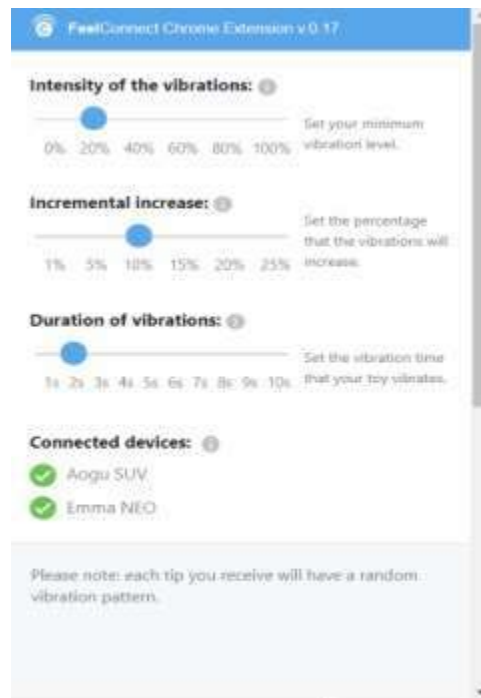 FeelConnect Chrome Extension v 0.17
Intensity of the vibrations:
Set your minimum
vibration level.
0% 20% 40% 60% 80% 100%
Incremental increase:
Set the percentage
that the vibrations will
increase.
1% 5% 10% 15% 20% 25%
Duration of vibrations:
Set the vibration time
that your toy vibrates.
1s 2s 3s 4s 5s 6s 7s 8s 9s 10s
Connected devices:
Aogu SUV
Emma NEO
Please note: each tip you receive will have a random
vibration pattern.